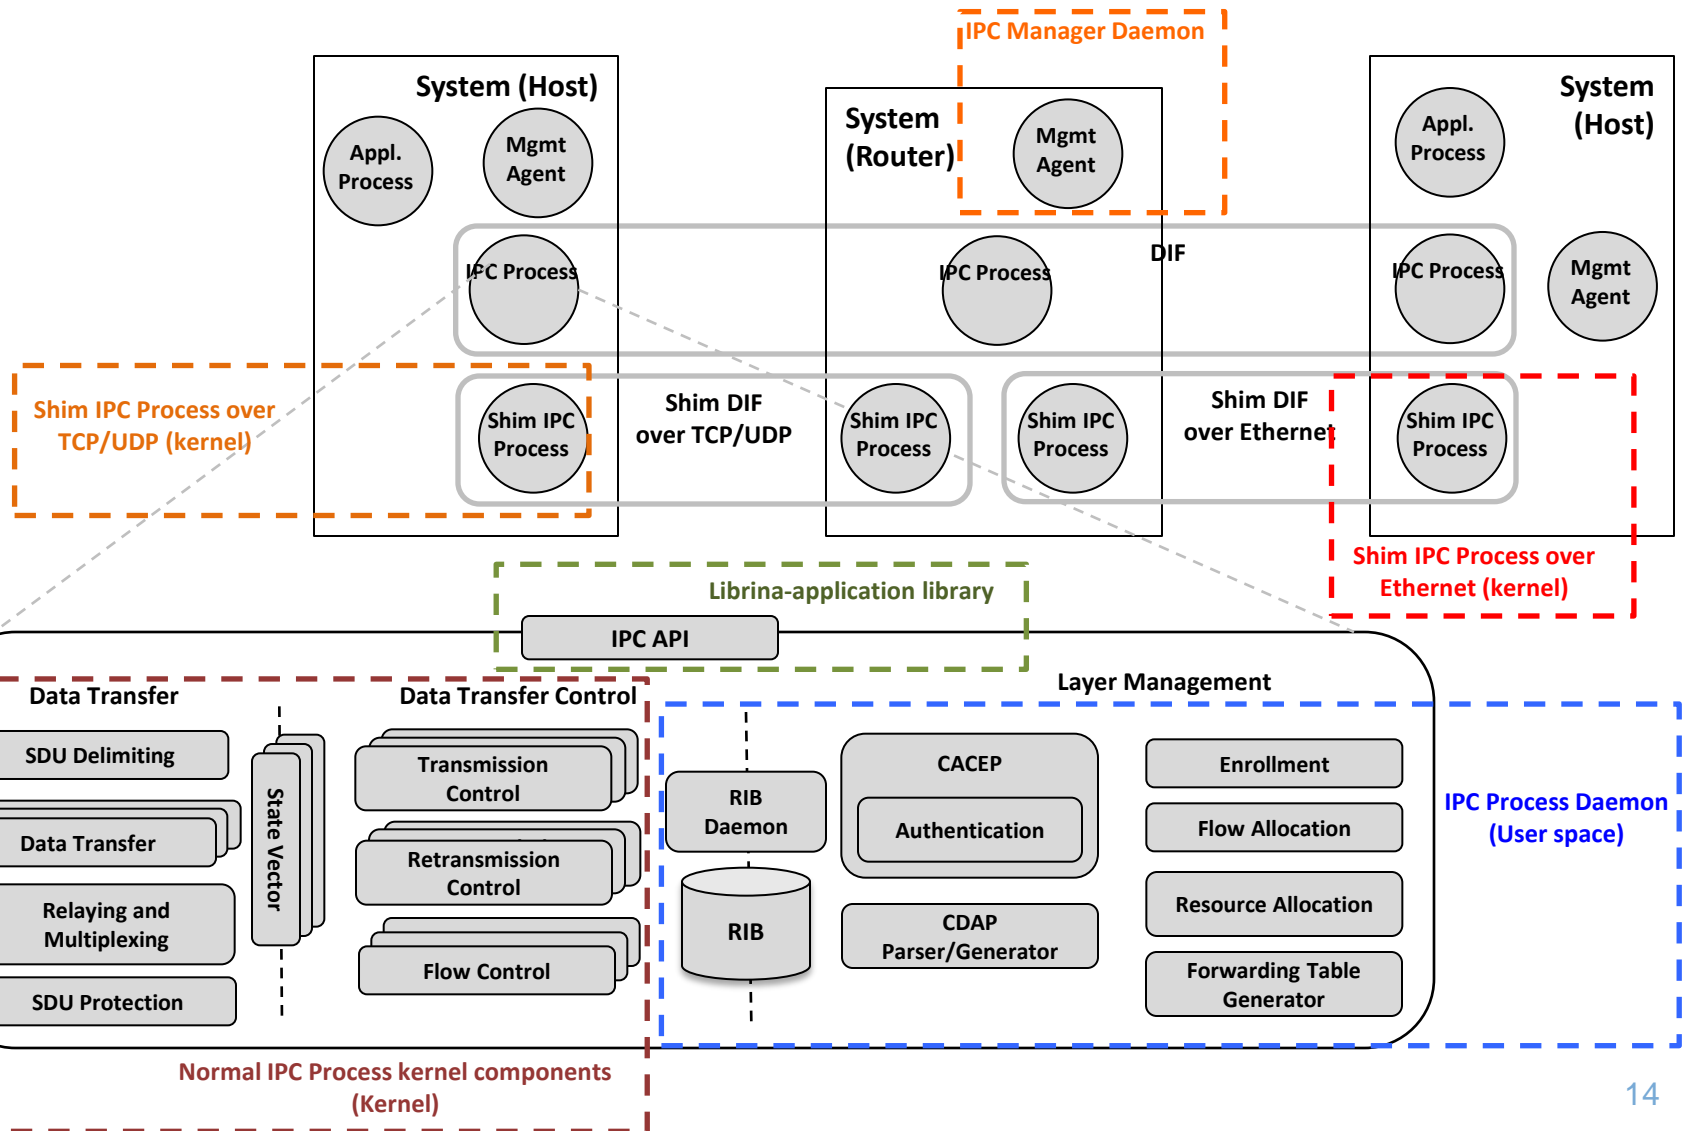 IPC Manager Daemon
System (Host)
System
(Router)
System
(Host)
Appl.
Process
Mgmt
Agent
Mgmt
Agent
Appl.
Process
DIF
IPC Process
IPC Process
IPC Process
Mgmt
Agent
Shim IPC Process over
TCP/UDP (kernel)
Shim IPC
Process
Shim DIF
over TCP/UDP
Shim IPC
Process
Shim IPC
Process
Shim DIF
over Ethernet
Shim IPC
Process
Shim IPC Process over
Ethernet (kernel)
Librina-application library
IPC API
Data Transfer
Data Transfer Control
Layer Management
SDU Delimiting
Data Transfer
Relaying and
Multiplexing
SDU Protection
State Vector
Transmission
Control
Retransmission
Control
Flow Control
RIB
Daemon
RIB
CACEP
Authentication
CDAP
Parser/Generator
Enrollment
Flow Allocation
Resource Allocation
Forwarding Table
Generator
IPC Process Daemon
(User space)
Normal IPC Process kernel components
(Kernel)
14